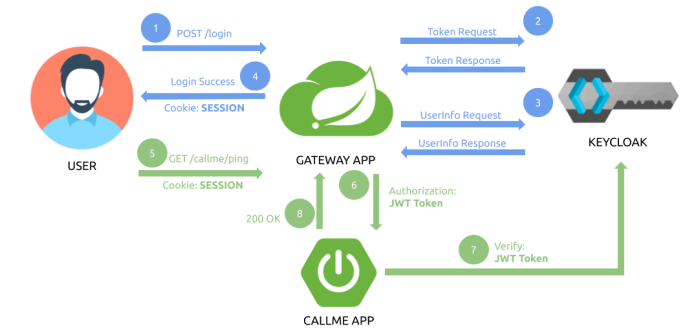 1
POST /login
Token Request
2
Token Response
Login Success
4
Cookie: SESSION
UserInfo Request
3
UserInfo Response
KEYCLOAK
USER
5
GET /callme/ping
Cookie: SESSION
GATEWAY APP
6
Authorization:
JWT Token
200 OK
8
7
Verify:
JWT Token
CALLME APP